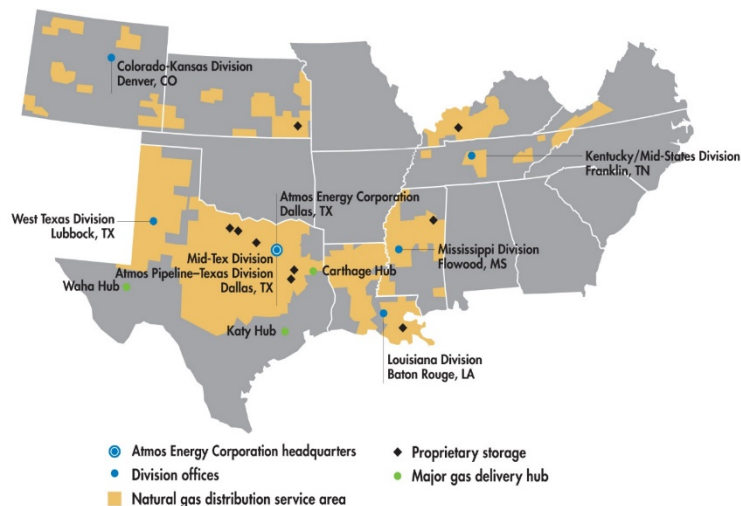 Colorado-Kansas Division
Denver, CO
Kentucky/Mid-States Division
Franklin, TN
Atmos Energy Corporation
Dallas, TX
West Texas Division
Lubbock, TX
Mid-Tex Division
Atmos Pipeline–Texas Division
Dallas, TX
Mississippi Division
Flowood, MS
Carthage Hub
Waha Hub
Katy Hub
Louisiana Division
Baton Rouge, LA
Atmos Energy Corporation headquarters
Division offices
Natural gas distribution service area
Proprietary storage
Major gas delivery hub